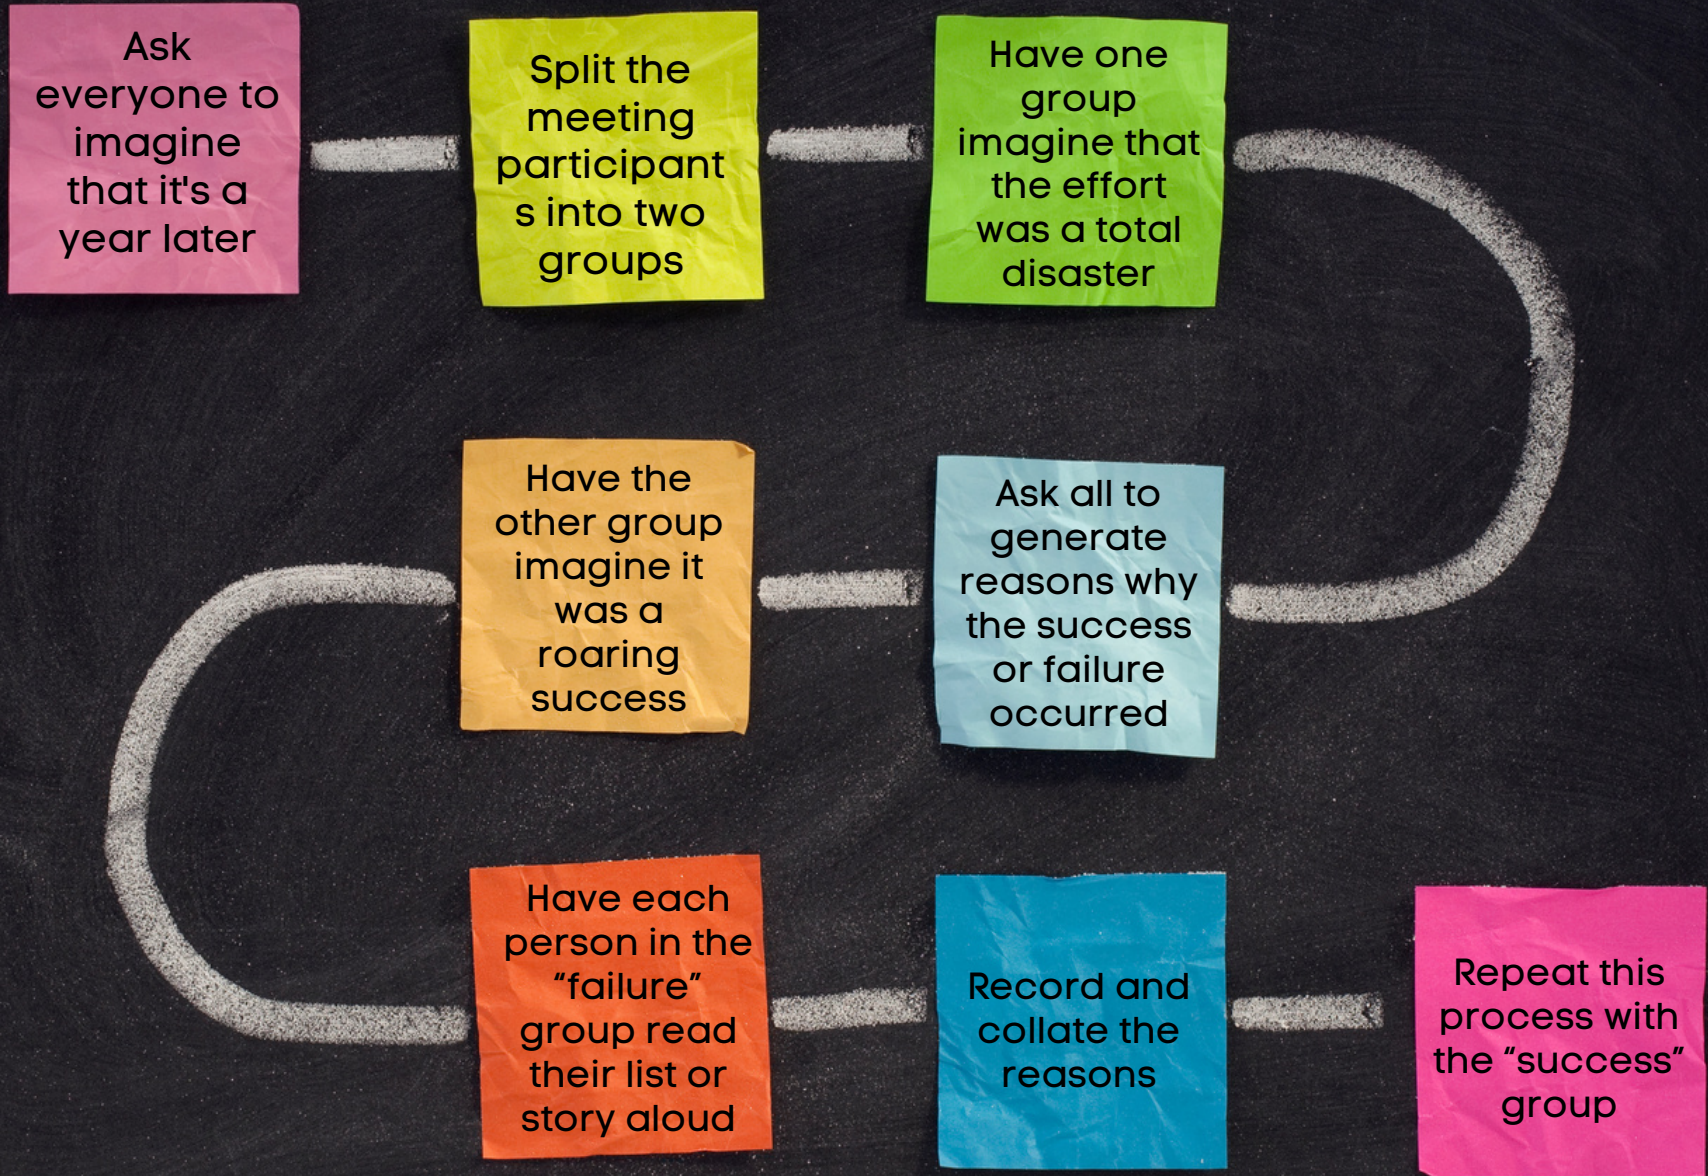 Ask
everyone to
imagine
that it's a
year later
Split the
meeting
participant
s into two
groups
Have one
group
imagine that
the effort
was a total
disaster
Have the
other group
imagine it
was a
roaring
success
Ask all to
generate
reasons why
the success
or failure
occurred
Have each
person in the
“failure”
group read
their list or
story aloud
Record and
collate the
reasons
Repeat this
process with
the “success”
group